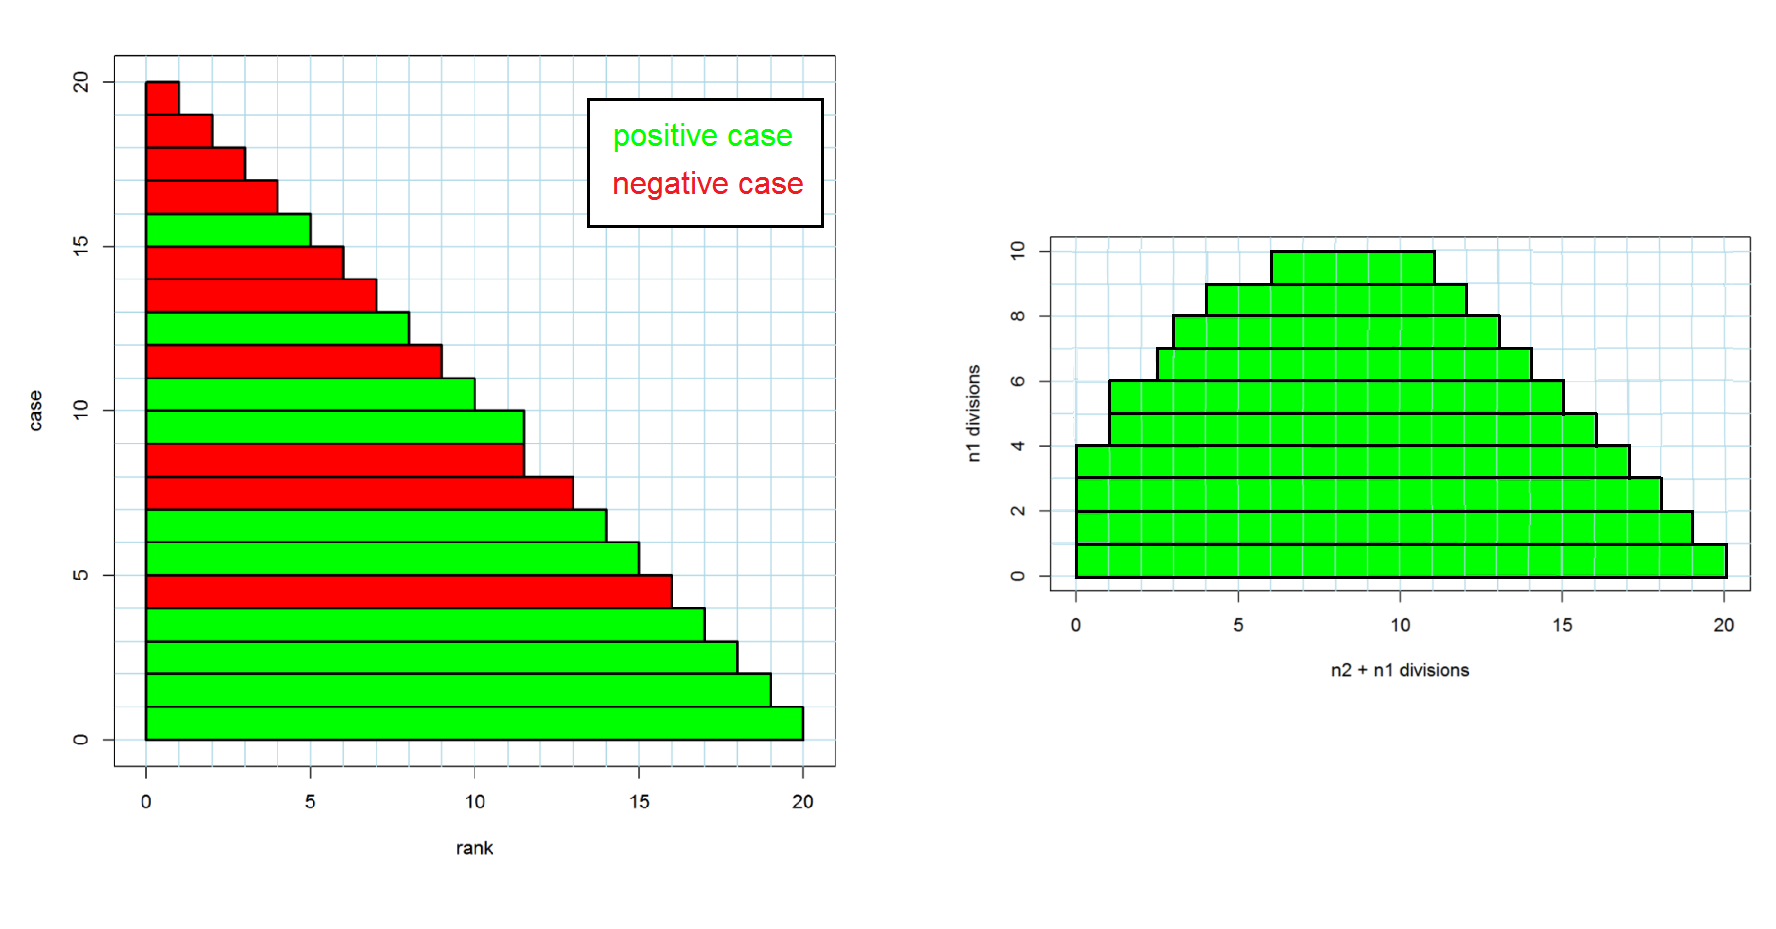 20
15
10
5
0
case
positive case
negative case
0 5 10 15 20
rank
10
8
6
4
2
0
n1 divisions
0 5 10 15 20
n2 + n1 divisions